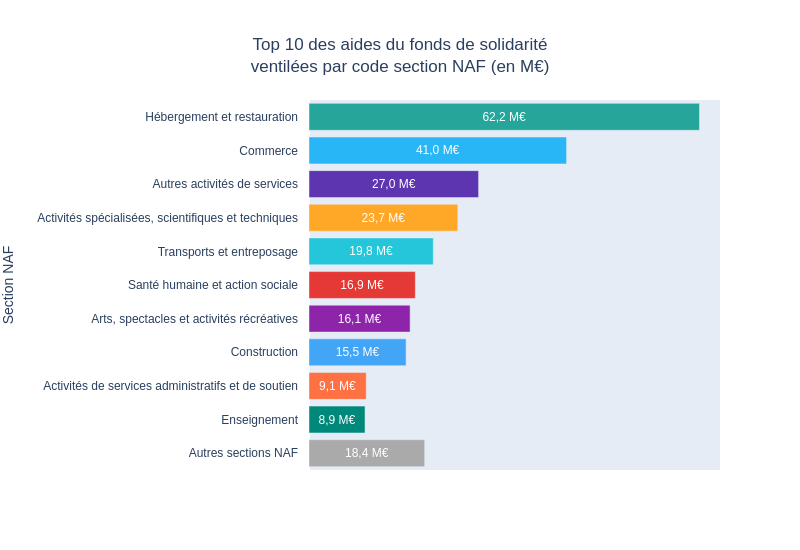 Top 10 des aides du fonds de solidarité
ventilées par code section NAF (en M€)
Section NAF
Hébergement et restauration 62,2 M€
Commerce 41,0 M€
Autres activités de services 27,0 M€
Activités spécialisées, scientifiques et techniques 23,7 M€
Transports et entreposage 19,8 M€
Santé humaine et action sociale 16,9 M€
Arts, spectacles et activités récréatives 16,1 M€
Construction 15,5 M€
Activités de services administratifs et de soutien 9,1 M€
Enseignement 8,9 M€
Autres sections NAF 18,4 M€